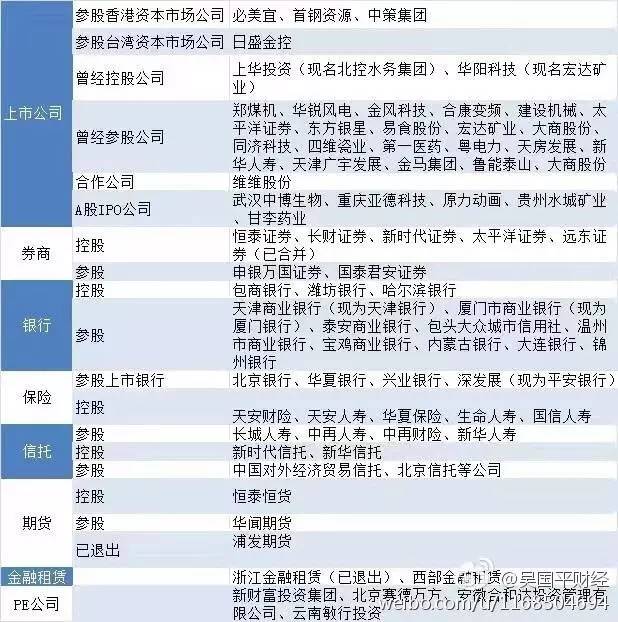 参股香港资本市场公司 必美宜、首钢资源、中策集团
参股台湾资本市场公司 日盛金控
上市公司
曾经控股公司
上华投资（现名北控水务集团）、华阳科技（现名宏达矿
业）
曾经参股公司
郑煤机、华锐风电、金风科技、合康变频、建设机械、太
平洋证券、东方银星、易食股份、宏达矿业、大商股份、
同济科技、四维瓷业、第一医药、粤电力、天房发展、新
华人寿、天津广宇发展、金马集团、鲁能泰山、大商股份
合作公司 维维股份
A股IPO公司
武汉中博生物、重庆亚德科技、原力动画、贵州水城矿业
、甘李药业
券商
控股
恒泰证券、长财证券、新时代证券、太平洋证券、远东证
券（已合并）
参股 申银万国证券、国泰君安证券
银行
控股 包商银行、潍坊银行、哈尔滨银行
参股
天津商业银行（现为天津银行）、厦门市商业银行（现为
厦门银行）、泰安商业银行、包头大众城市信用社、温州
市商业银行、宝鸡商业银行、内蒙古银行、大连银行、锦
州银行
保险
参股上市银行 北京银行、华夏银行、兴业银行、深发展（现为平安银行）
控股 天安财险、天安人寿、华夏保险、生命人寿、国信人寿
信托
参股 长城人寿、中再人寿、中再财险、新华人寿
控股 新时代信托、新华信托
参股 中国对外经济贸易信托、北京信托等公司
期货
控股 恒泰恒货
参股 华闻期货
已退出 浦发期货
金融租赁 浙江金融租赁（已退出）、西部金融租赁
PE公司
新财富投资集团、北京赛德万方、安徽合和达投资管理有
限公司、云南敏行投资
@吴国平财经
weibo.com/u/1168304694